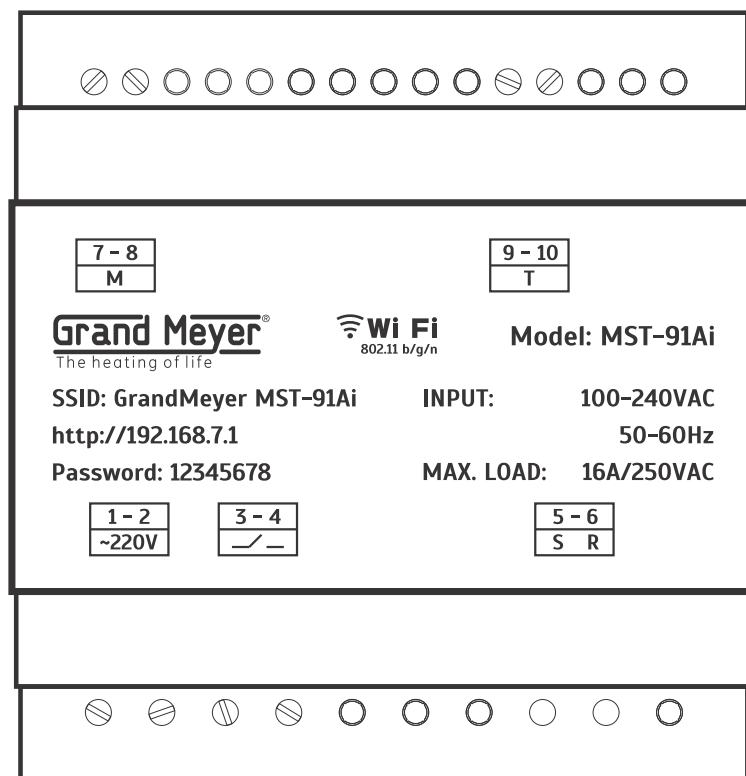 7 - 8
M
9 - 10
T
Grand Meyer®
The heating of life
Wi Fi
802.11 b/g/n
Model: MST-91Ai
SSID: GrandMeyer MST-91Ai
http://192.168.7.1
Password: 12345678
INPUT: 100-240VAC
50-60Hz
MAX. LOAD: 16A/250VAC
1 - 2
~220V
3 - 4
5 - 6
S R